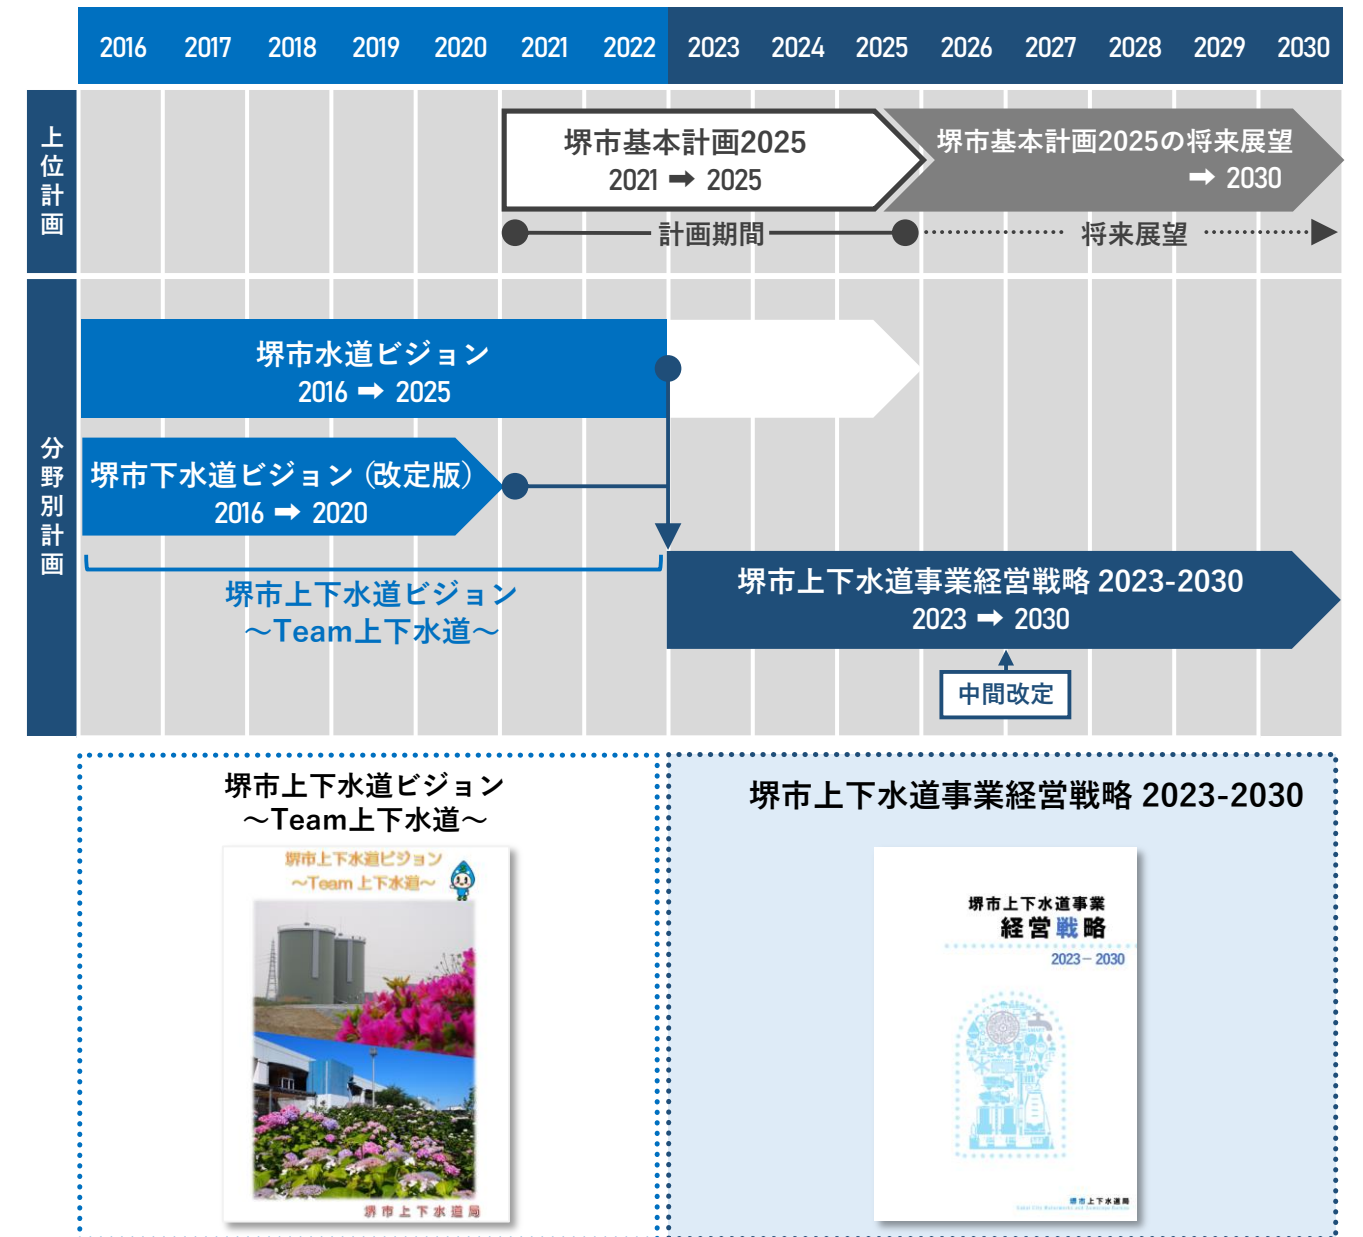 2016 2017 2018 2019 2020 2021 2022 2023 2024 2025 2026 2027 2028 2029 2030
上位計画
堺市基本計画2025
2021 ➡ 2025
堺市基本計画2025の将来展望
➡ 2030
計画期間
将来展望
分野別計画
堺市水道ビジョン
2016 ➡ 2025
堺市下水道ビジョン（改定版）
2016 ➡ 2020
堺市上下水道ビジョン
～Team上下水道～
堺市上下水道事業経営戦略 2023-2030
2023 ➡ 2030
中間改定
堺市上下水道ビジョン
～Team上下水道～
堺市上下水道ビジョン
～Team 上下水道～
堺市上下水道局
堺市上下水道事業経営戦略 2023-2030
堺市上下水道事業
経営戦略
2023－2030
堺市上下水道局